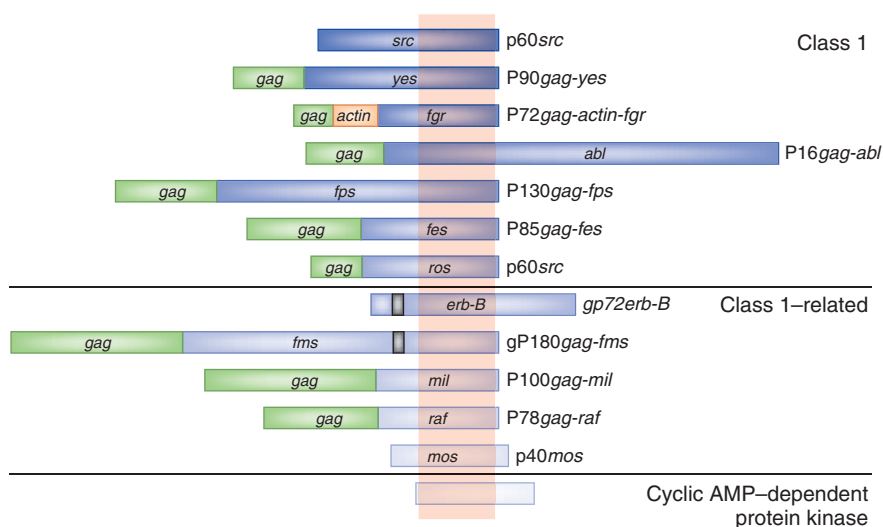 src p60src Class 1
gag yes P90gag-yes
gag actin fgr P72gag-actin-fgr
gag abl P16gag-abl
gag fps P130gag-fps
gag fes P85gag-fes
gag ros p60src
erb-B gp72erb-B Class 1–related
gag fms gP180gag-fms
gag mil P100gag-mil
gag raf P78gag-raf
mos p40mos
Cyclic AMP–dependent
protein kinase